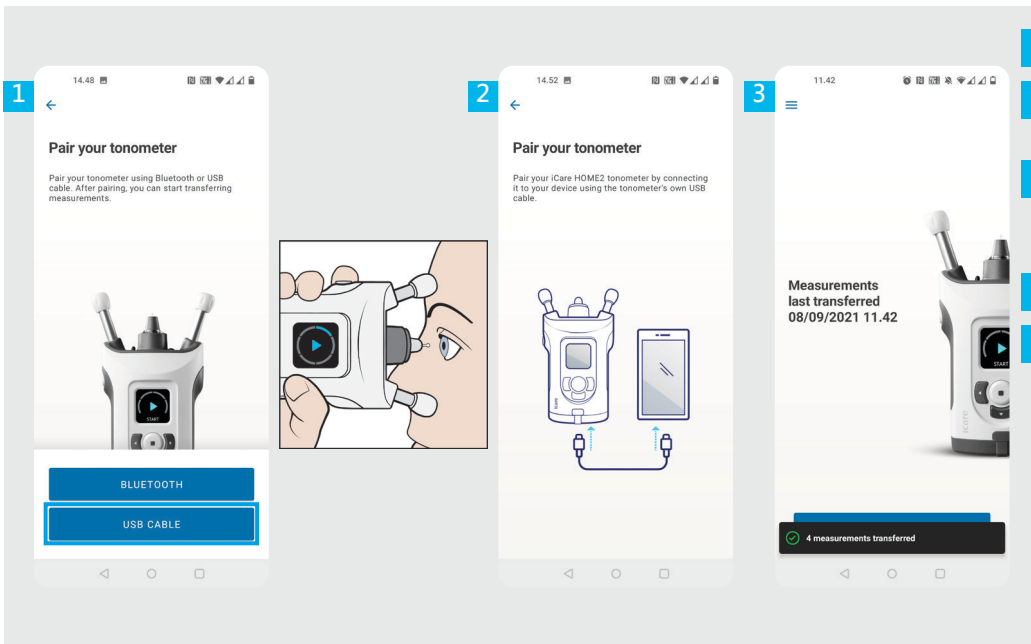 1
14.48
Pair your tonometer
Pair your tonometer using Bluetooth or USB
cable. After pairing, you can start transferring
measurements.
START
BLUETOOTH
USB CABLE
2
14.52
Pair your tonometer
Pair your iCare HOME2 tonometer by connecting
it to your device using the tonometer's own USB
cable.
icare
3
11.42
Measurements
last transferred
08/09/2021 11.42
START
icare
4 measurements transferred